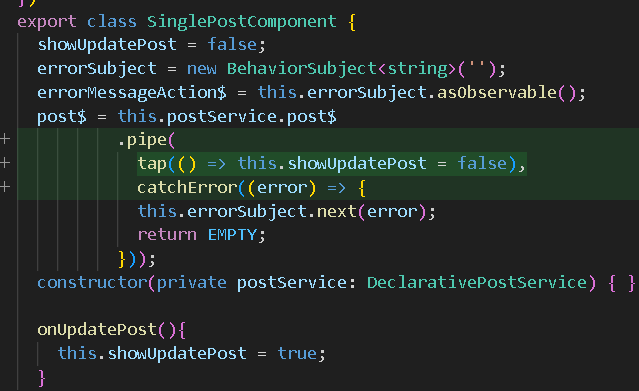 })
export class SinglePostComponent {
showUpdatePost = false;
errorSubject = new BehaviorSubject<string>('');
errorMessageAction$ = this.errorSubject.asObservable();
post$ = this.postService.post$
+ .pipe(
+ tap(() => this.showUpdatePost = false),
+ catchError((error) => {
this.errorSubject.next(error);
return EMPTY;
}));
constructor(private postService: DeclarativePostService) { }
onUpdatePost(){
this.showUpdatePost = true;
}